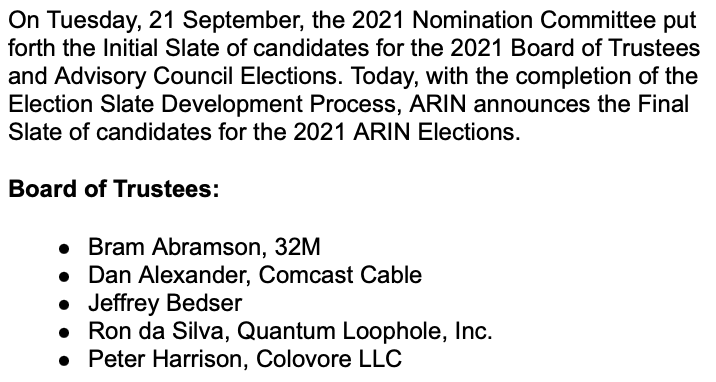 On Tuesday, 21 September, the 2021 Nomination Committee put
forth the Initial Slate of candidates for the 2021 Board of Trustees
and Advisory Council Elections. Today, with the completion of the
Election Slate Development Process, ARIN announces the Final
Slate of candidates for the 2021 ARIN Elections.
Board of Trustees:
● Bram Abramson, 32M
● Dan Alexander, Comcast Cable
● Jeffrey Bedser
● Ron da Silva, Quantum Loophole, Inc.
● Peter Harrison, Colovore LLC